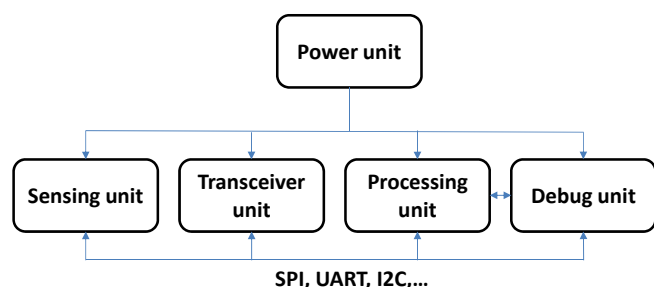 Power unit
Sensing unit
Transceiver
unit
Processing
unit
Debug unit
SPI, UART, I2C,...